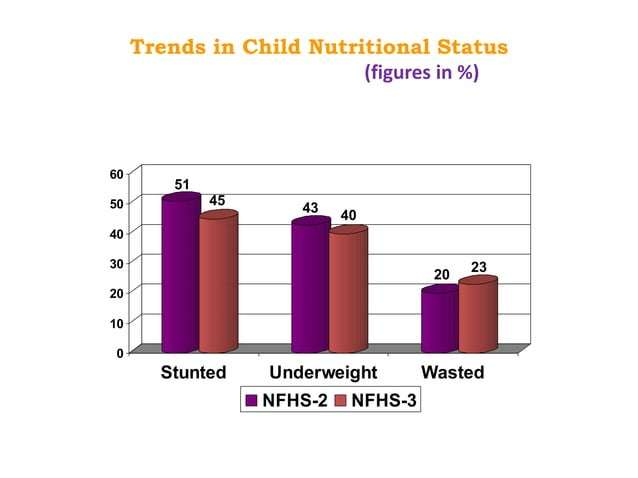 Trends in Child Nutritional Status
(figures in %)
60
50
40
30
20
10
0
51
45
43
40
20
23
Stunted
Underweight
Wasted
NFHS-2
NFHS-3